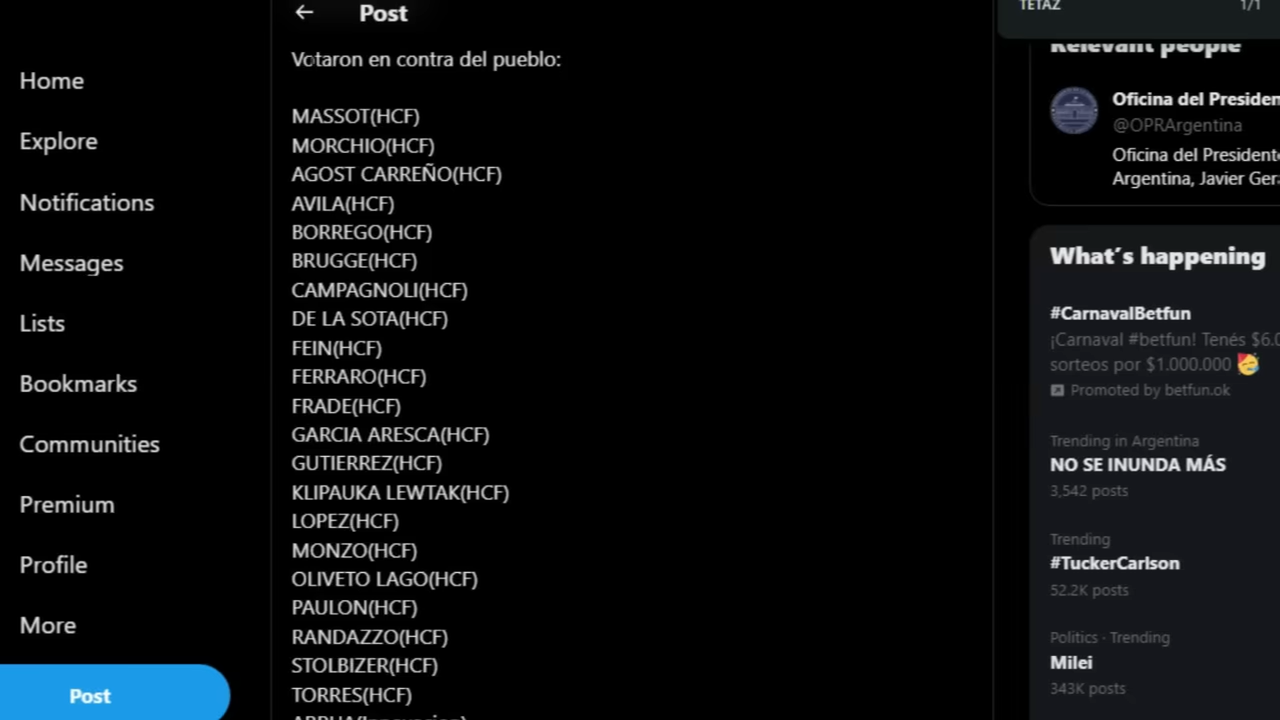 Home
Explore
Notifications
Messages
Lists
Bookmarks
Communities
Premium
Profile
More
Post
Post
Votaron en contra del pueblo:
MASSOT(HCF)
MORCHIO(HCF)
AGOST CARREÑO(HCF)
AVILA(HCF)
BORREGO(HCF)
BRUGGE(HCF)
CAMPAGNOLI(HCF)
DE LA SOTA(HCF)
FEIN(HCF)
FERRARO(HCF)
FRADE(HCF)
GARCIA ARESCA(HCF)
GUTIERREZ(HCF)
KLIPAUKA LEWTAK(HCF)
LOPEZ(HCF)
MONZO(HCF)
OLIVETO LAGO(HCF)
PAULON(HCF)
RANDAZZO(HCF)
STOLBIZER(HCF)
TORRES(HCF)
TETAZ 1/1
Relevant people
Oficina del Presiden
@OPRArgentina
Oficina del President
Argentina, Javier Ger
What's happening
#CarnavalBetfun
¡Carnaval #betfun! Tenés $6.0
sorteos por $1.000.000 🥳
Promoted by betfun.ok
Trending in Argentina
NO SE INUNDA MÁS
3,542 posts
Trending
#TuckerCarlson
52.2K posts
Politics · Trending
Milei
343K posts